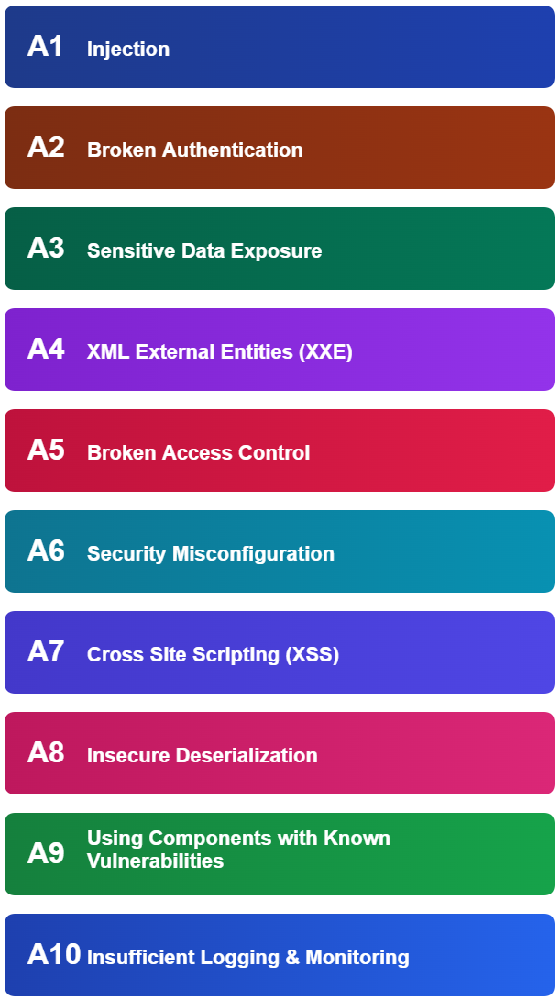 A1 Injection
A2 Broken Authentication
A3 Sensitive Data Exposure
A4 XML External Entities (XXE)
A5 Broken Access Control
A6 Security Misconfiguration
A7 Cross Site Scripting (XSS)
A8 Insecure Deserialization
A9 Using Components with Known
Vulnerabilities
A10 Insufficient Logging & Monitoring